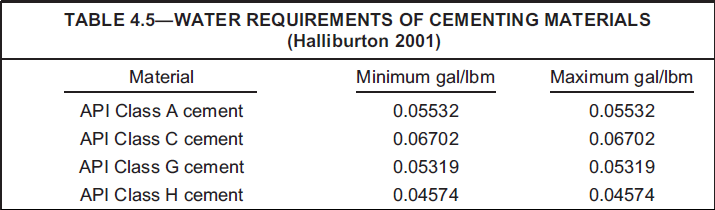 TABLE 4.5—WATER REQUIREMENTS OF CEMENTING MATERIALS
(Halliburton 2001)
Material Minimum gal/lbm Maximum gal/lbm
API Class A cement 0.05532 0.05532
API Class C cement 0.06702 0.06702
API Class G cement 0.05319 0.05319
API Class H cement 0.04574 0.04574